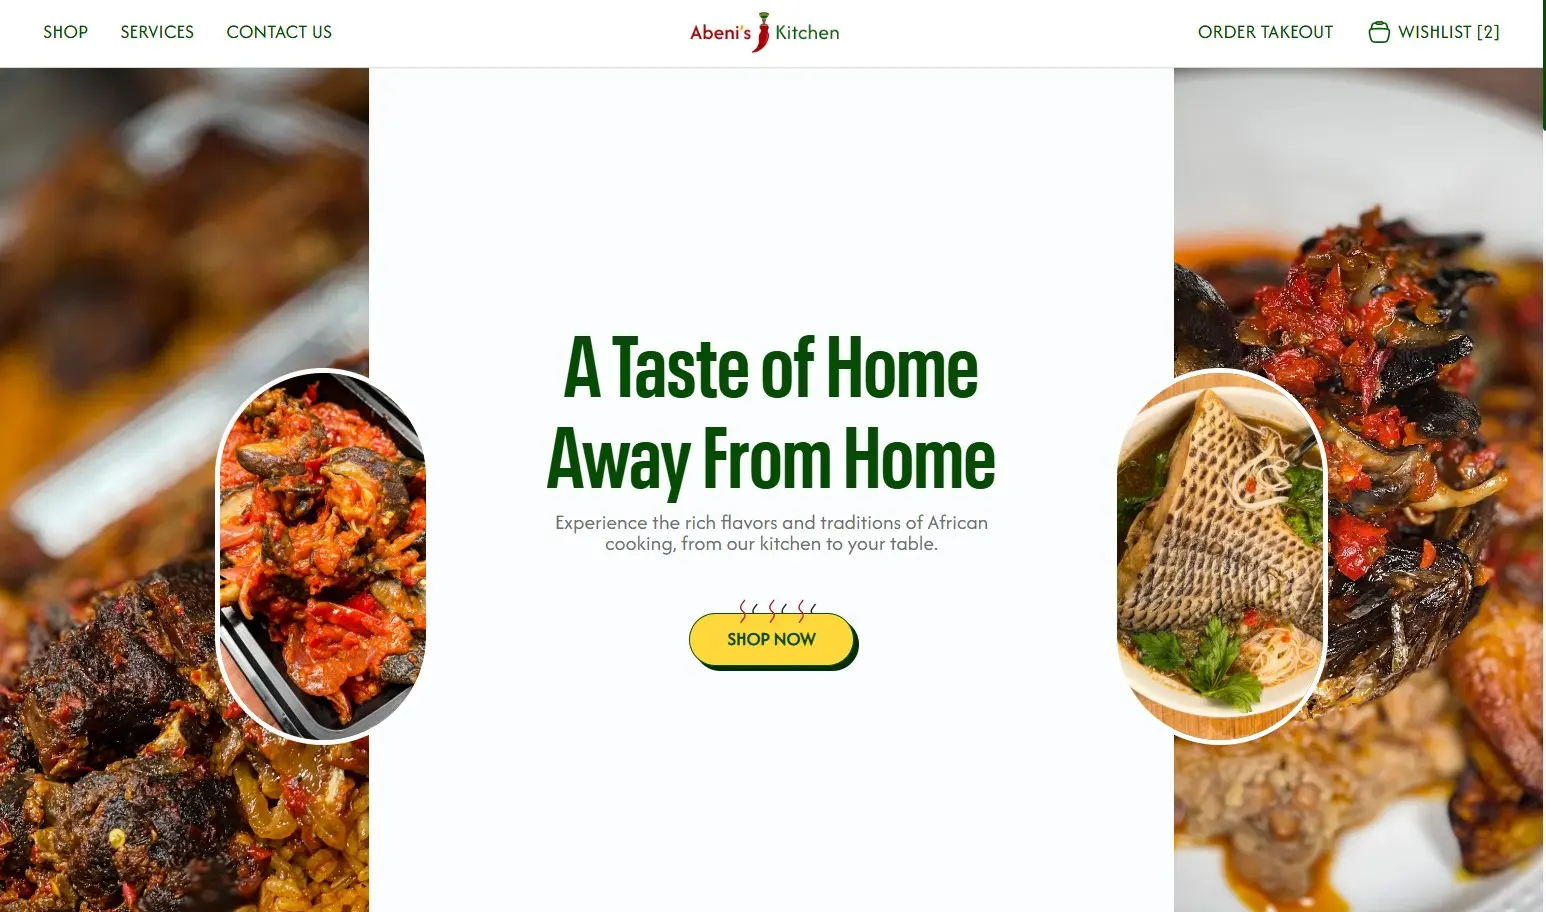 SHOP
SERVICES
CONTACT US
Abeni's Kitchen
ORDER TAKEOUT
WISHLIST [2]
A Taste of Home
Away From Home
Experience the rich flavors and traditions of African
cooking, from our kitchen to your table.
SHOP NOW